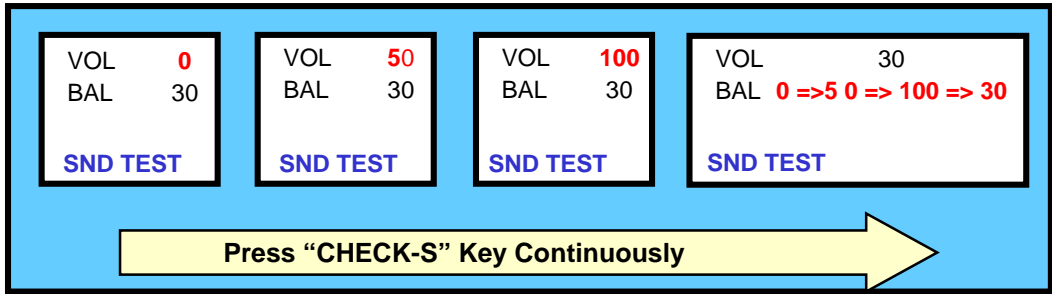 VOL 0
BAL 30
SND TEST
VOL 50
BAL 30
SND TEST
VOL 100
BAL 30
SND TEST
VOL 30
BAL 0 =>5 0 => 100 => 30
SND TEST
Press “CHECK-S” Key Continuously